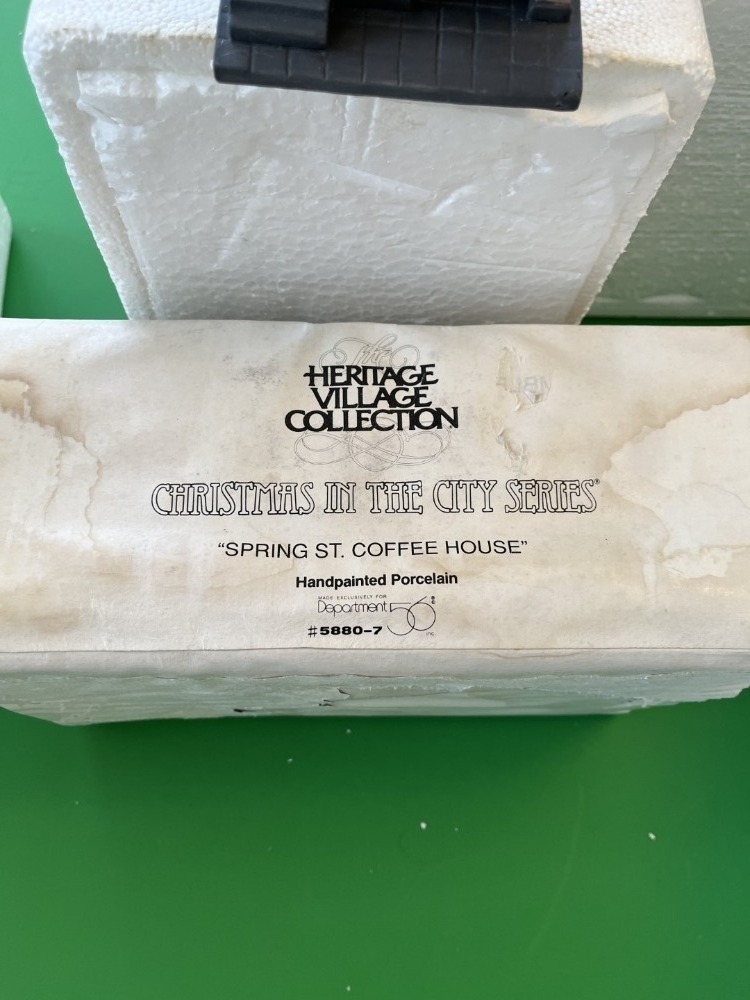 The
HERITAGE
VILLAGE
COLLECTION
CHRISTMAS IN THE CITY SERIES®
"SPRING ST. COFFEE HOUSE"
Handpainted Porcelain
MADE EXCLUSIVELY FOR
Department 56®
INC.
#5880-7